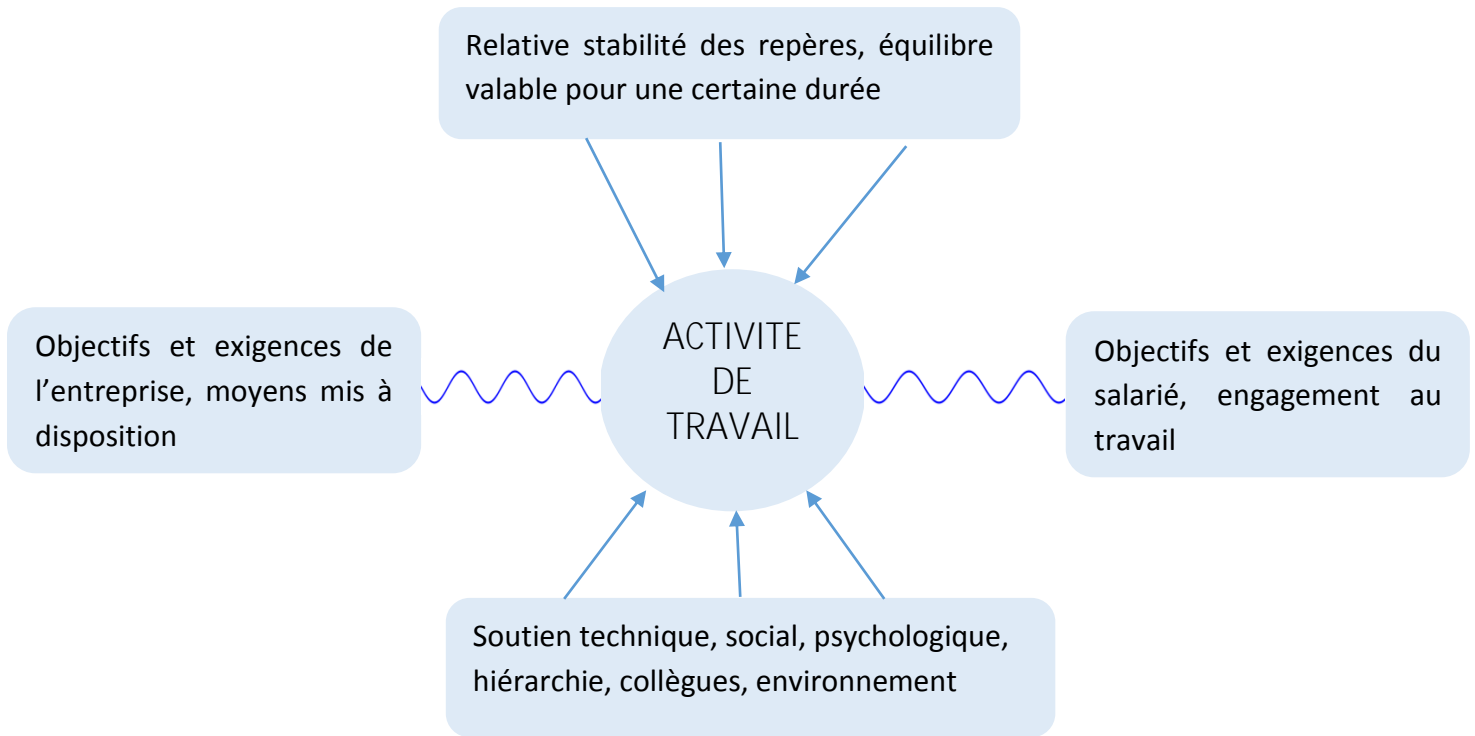 Relative stabilité des repères, équilibre
valable pour une certaine durée
Objectifs et exigences de
l’entreprise, moyens mis à
disposition
ACTIVITE
DE
TRAVAIL
Objectifs et exigences du
salarié, engagement au
travail
Soutien technique, social, psychologique,
hiérarchie, collègues, environnement